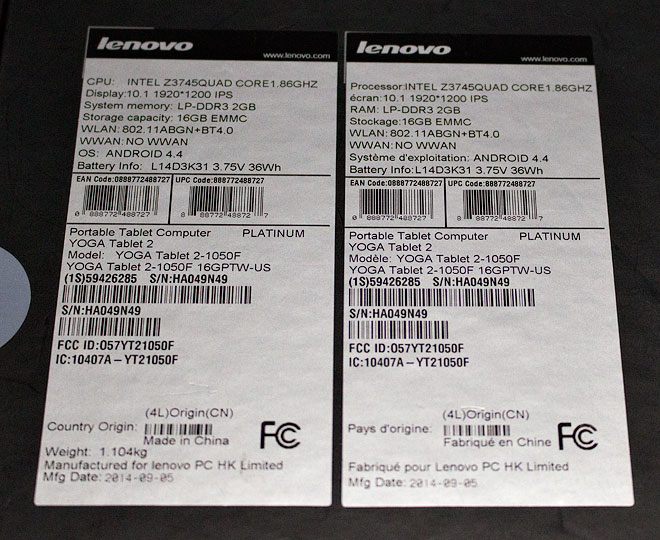 lenovo
www.lenovo.com
CPU: INTEL Z3745QUAD CORE1.86GHZ
Display:10.1 1920*1200 IPS
System memory: LP-DDR3 2GB
Storage capacity: 16GB EMMC
WLAN:802.11ABGN+BT4.0
WWAN: NO WWAN
OS: ANDROID 4.4
Battery Info: L14D3K31 3.75V 36Wh
EAN Code:0888772488727
UPC Code:888772488727
0 888772 488727
8 88772 48872 7
Portable Tablet Computer PLATINUM
YOGA Tablet 2
Model: YOGA Tablet 2-1050F
YOGA Tablet 2-1050F 16GPTW-US
(1S)59426285 S/N:HA049N49
S/N:HA049N49
FCC ID:O57YT21050F
IC:10407A-YT21050F
(4L)Origin(CN)
Country Origin:
Made in China
FC
Weight: 1.104kg
Manufactured for lenovo PC HK Limited
Mfg Date: 2014-09-05
lenovo
www.lenovo.com
Processor:INTEL Z3745QUAD CORE1.86GHZ
écran:10.1 1920*1200 IPS
RAM: LP-DDR3 2GB
Stockage: 16GB EMMC
WLAN:802.11ABGN+BT4.0
WWAN: NO WWAN
Système d'exploitation: ANDROID 4.4
Battery Info: L14D3K31 3.75V 36Wh
EAN Code:0888772488727
UPC Code:888772488727
0 888772 488727
8 88772 48872 7
Portable Tablet Computer PLATINUM
YOGA Tablet 2
Modèle: YOGA Tablet 2-1050F
YOGA Tablet 2-1050F 16GPTW-US
(1S)59426285 S/N:HA049N49
S/N:HA049N49
FCC ID:O57YT21050F
IC:10407A-YT21050F
(4L)Origin(CN)
Pays d'origine:
Fabriqué en Chine
FC
Fabriqué pour Lenovo PC HK Limited
Mfg Date: 2014-09-05